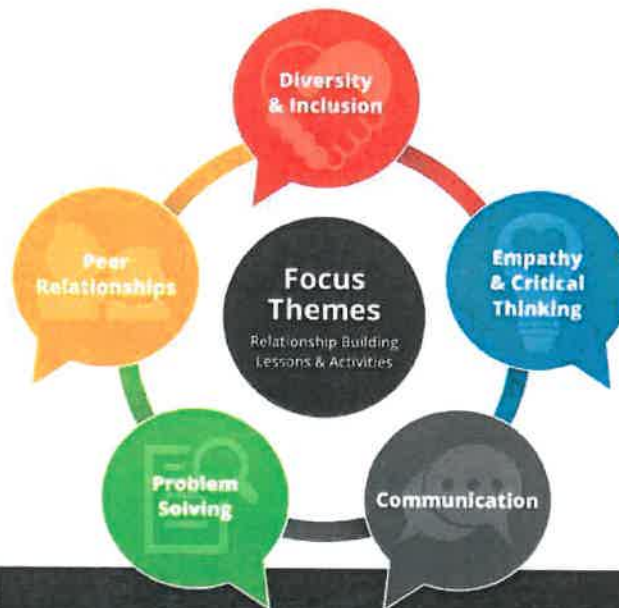 Diversity
& Inclusion
Peer
Relationships
Empathy
& Critical
Thinking
Focus
Themes
Relationship Building
Lessons & Activities
Problem
Solving
Communication